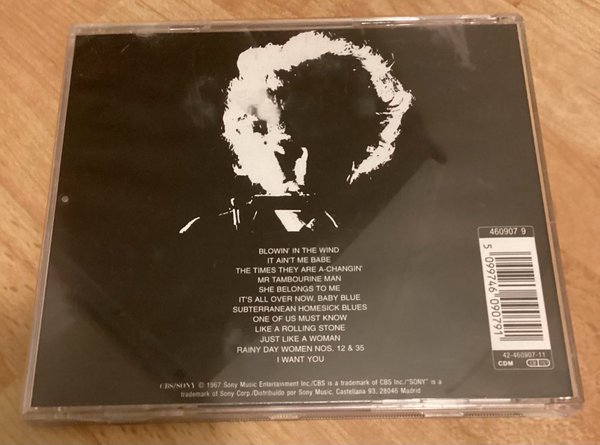 BLOWIN' IN THE WIND
IT AIN'T ME BABE
THE TIMES THEY ARE A-CHANGIN'
MR TAMBOURINE MAN
SHE BELONGS TO ME
IT'S ALL OVER NOW, BABY BLUE
SUBTERRANEAN HOMESICK BLUES
ONE OF US MUST KNOW
LIKE A ROLLING STONE
JUST LIKE A WOMAN
RAINY DAY WOMEN NOS. 12 & 35
I WANT YOU
460907 9
5 099746 090791
42-460907-11
CDM
CBS/SONY © 1967 Sony Music Entertainment Inc./CBS is a trademark of CBS Inc./"SONY" is a
trademark of Sony Corp./Distribuido por Sony Music, Castellana 93, 28046 Madrid